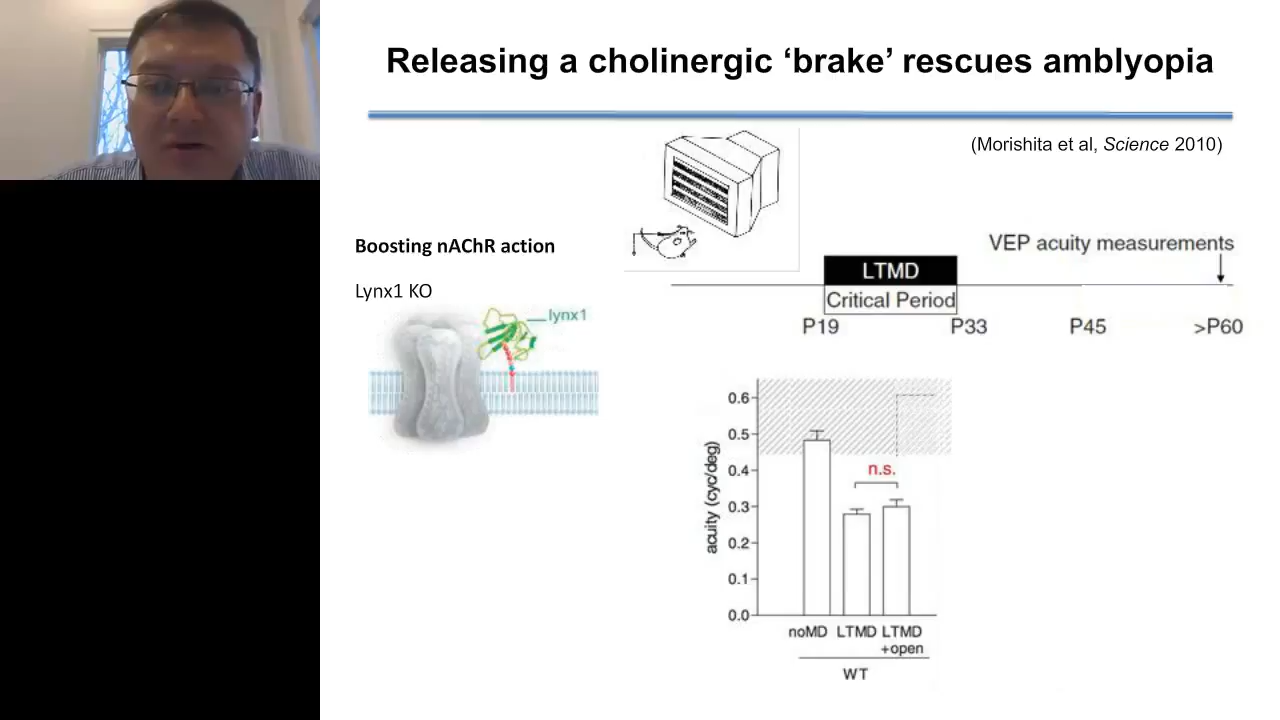 Releasing a cholinergic ‘brake’ rescues amblyopia
(Morishita et al, Science 2010)
Boosting nAChR action
Lynx1 KO
lynx1
VEP acuity measurements
LTMD
Critical Period
P19
P33
P45
>P60
acuity (cyc/deg)
0.6
0.5
0.4
0.3
0.2
0.1
0.0
n.s.
noMD
LTMD
LTMD
+open
WT